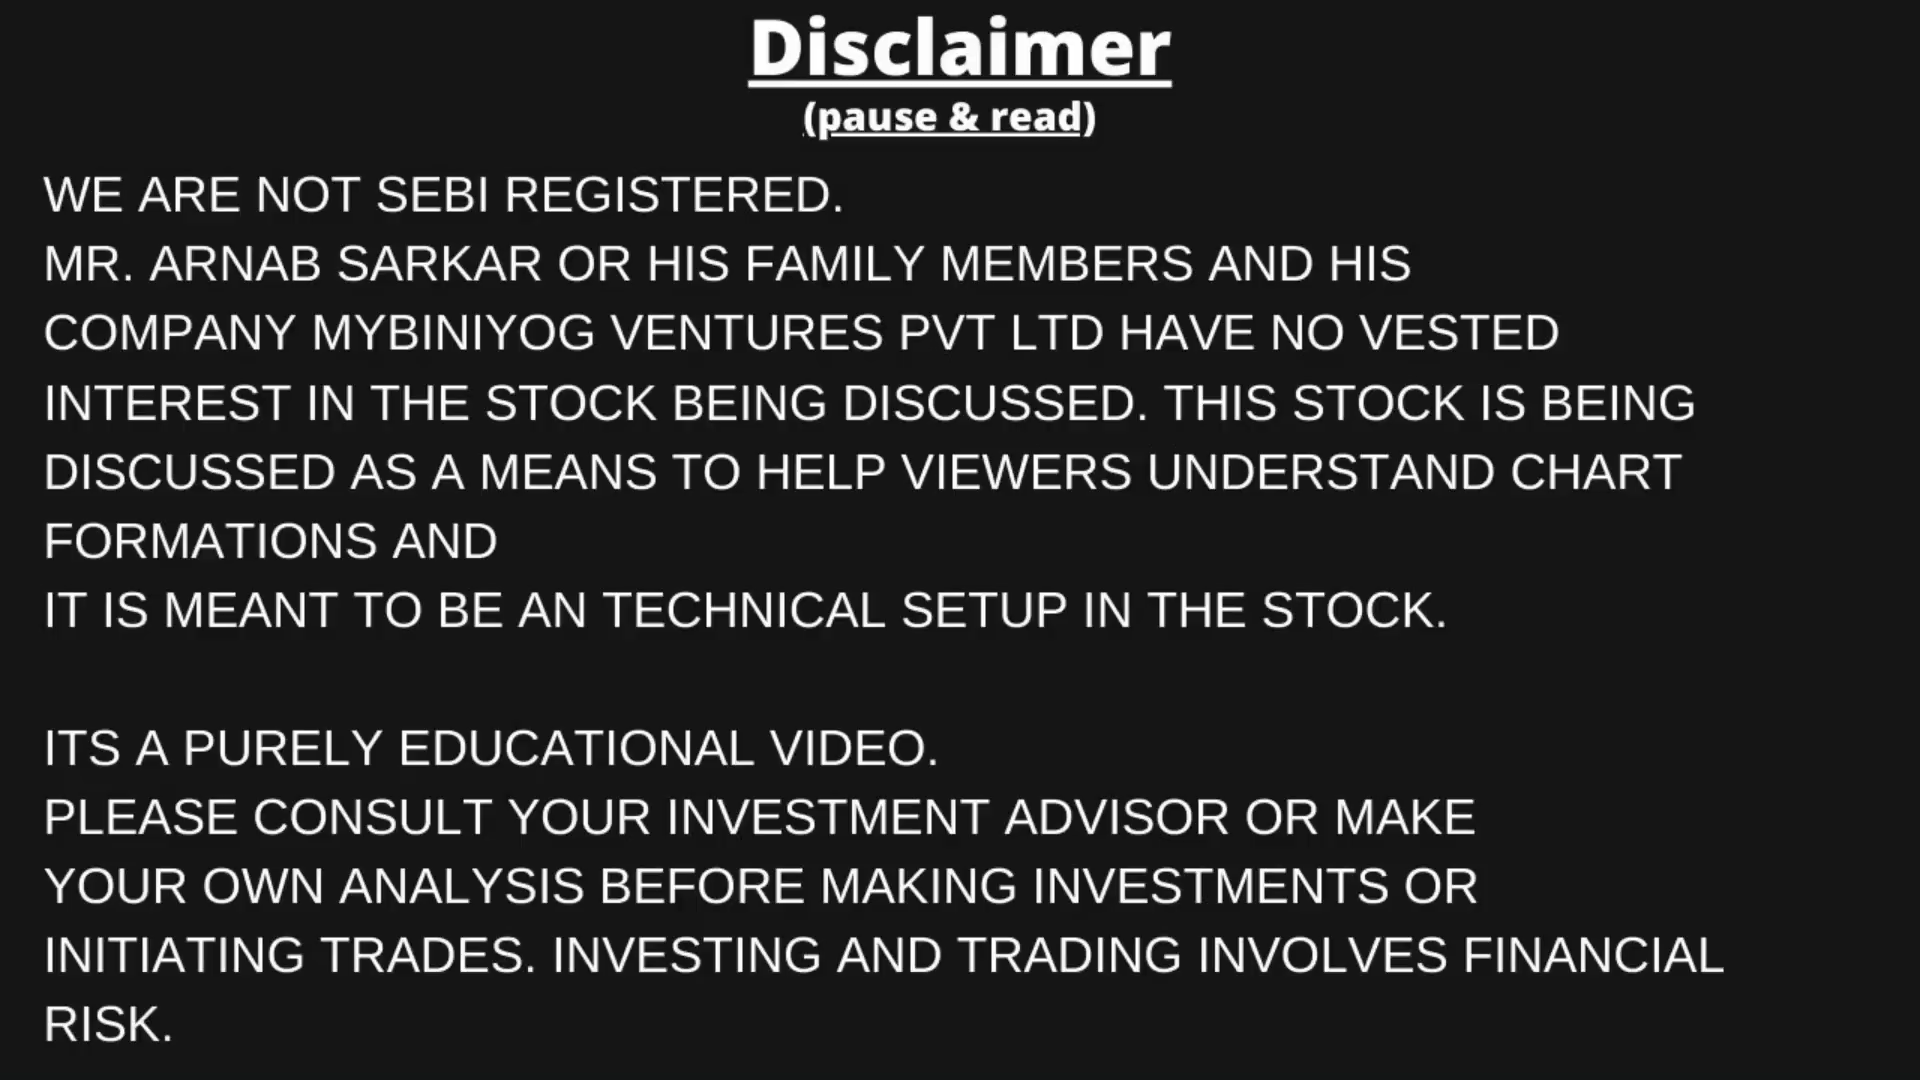 Disclaimer
(pause & read)
WE ARE NOT SEBI REGISTERED.
MR. ARNAB SARKAR OR HIS FAMILY MEMBERS AND HIS
COMPANY MYBINIYOG VENTURES PVT LTD HAVE NO VESTED
INTEREST IN THE STOCK BEING DISCUSSED. THIS STOCK IS BEING
DISCUSSED AS A MEANS TO HELP VIEWERS UNDERSTAND CHART
FORMATIONS AND
IT IS MEANT TO BE AN TECHNICAL SETUP IN THE STOCK.
ITS A PURELY EDUCATIONAL VIDEO.
PLEASE CONSULT YOUR INVESTMENT ADVISOR OR MAKE
YOUR OWN ANALYSIS BEFORE MAKING INVESTMENTS OR
INITIATING TRADES. INVESTING AND TRADING INVOLVES FINANCIAL
RISK.